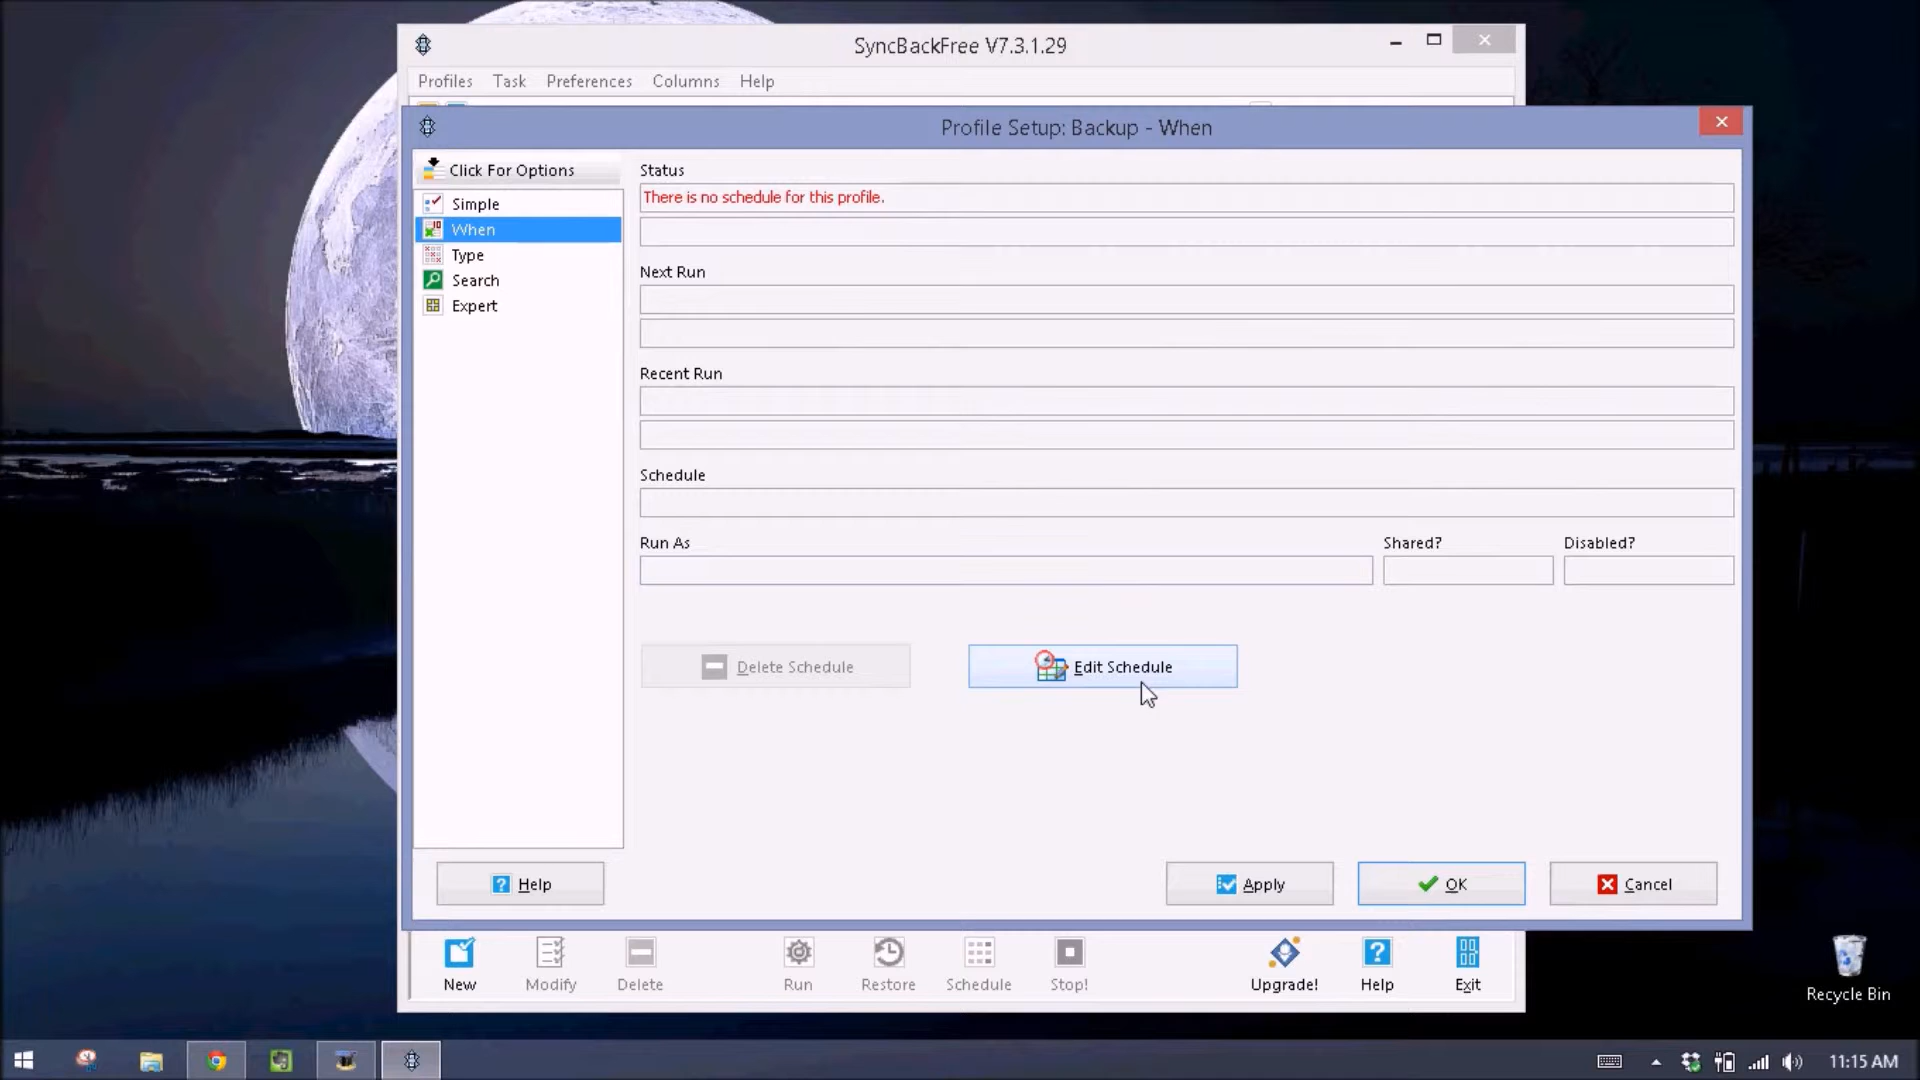 SyncBackFree V7.3.1.29
Profiles Task Preferences Columns Help
Profile Setup: Backup - When
Click For Options
Simple
When
Type
Search
Expert
Status
There is no schedule for this profile.
Next Run
Recent Run
Schedule
Run As Shared? Disabled?
Delete Schedule Edit Schedule
Help Apply OK Cancel
New Modify Delete Run Restore Schedule Stop! Upgrade! Help Exit
Recycle Bin
11:15 AM